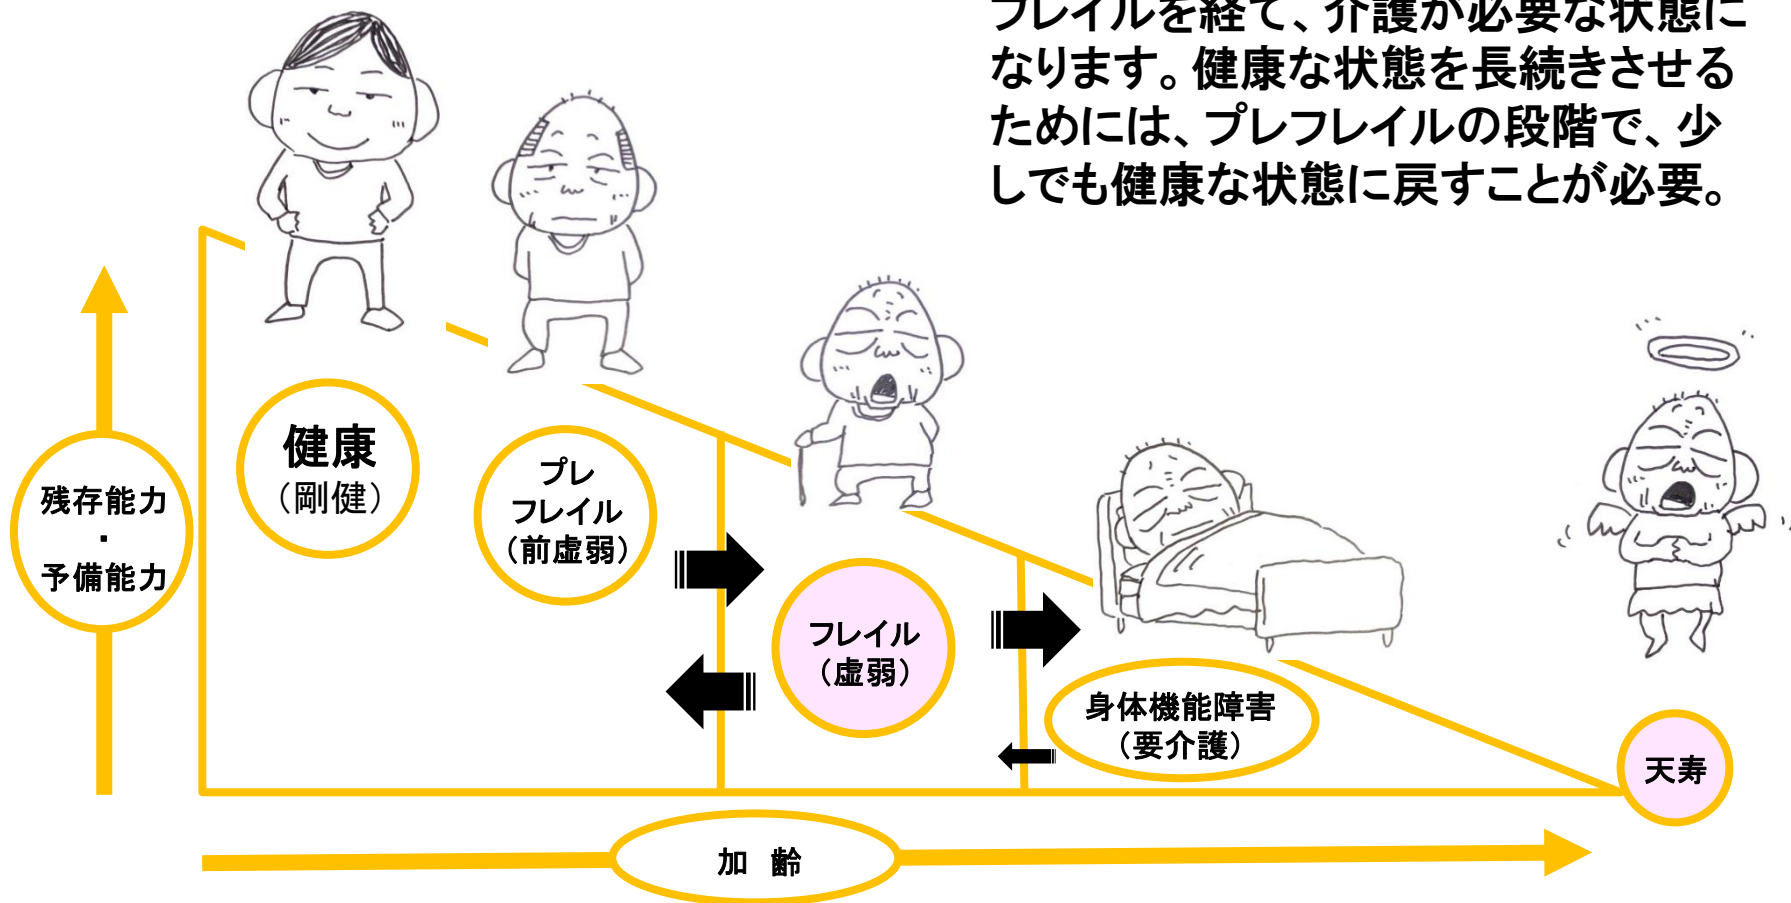 フレイルを経て、介護が必要な状態に
なります。健康な状態を長続きさせる
ためには、プレフレイルの段階で、少
しでも健康な状態に戻すことが必要。
健康
（剛健）
プレ
フレイル
（前虚弱）
残存能力
・
予備能力
フレイル
（虚弱）
身体機能障害
（要介護）
天寿
加　齢